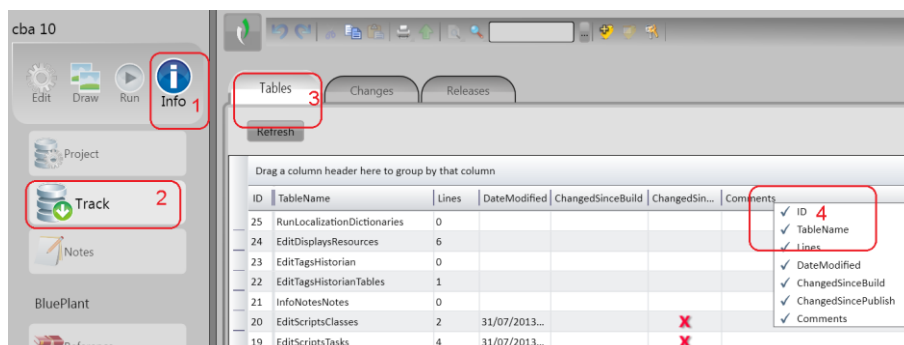 cba 10
Edit Draw Run Info 1
Project
Track 2
Notes
BluePlant
Tables 3 Changes Releases
Refresh
Drag a column header here to group by that column
ID TableName Lines DateModified ChangedSinceBuild ChangedSin... Comments
25 RunLocalizationDictionaries 0
24 EditDisplaysResources 6
23 EditTagsHistorian 0
22 EditTagsHistorianTables 1
21 InfoNotesNotes 0
20 EditScriptsClasses 2 31/07/2013... X
19 EditScriptsTasks 4 31/07/2013... X
✓ ID 4
✓ TableName
✓ Lines
✓ DateModified
✓ ChangedSinceBuild
✓ ChangedSincePublish
✓ Comments